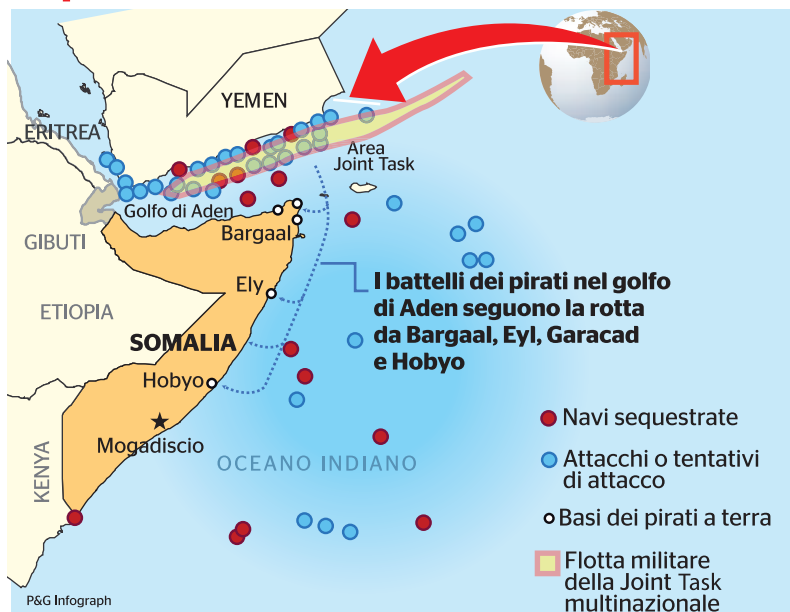 YEMEN
ERITREA
Area
Joint Task
Golfo di Aden
GIBUTI
Bargaal
I battelli dei pirati nel golfo
di Aden seguono la rotta
da Bargaal, Eyl, Garacad
e Hobyo
Ely
ETIOPIA
SOMALIA
Hobyo
Mogadiscio
KENYA
OCEANO INDIANO
Navi sequestrate
Attacchi o tentativi
di attacco
Basi dei pirati a terra
Flotta militare
della Joint Task
multinazionale
P&G Infograph